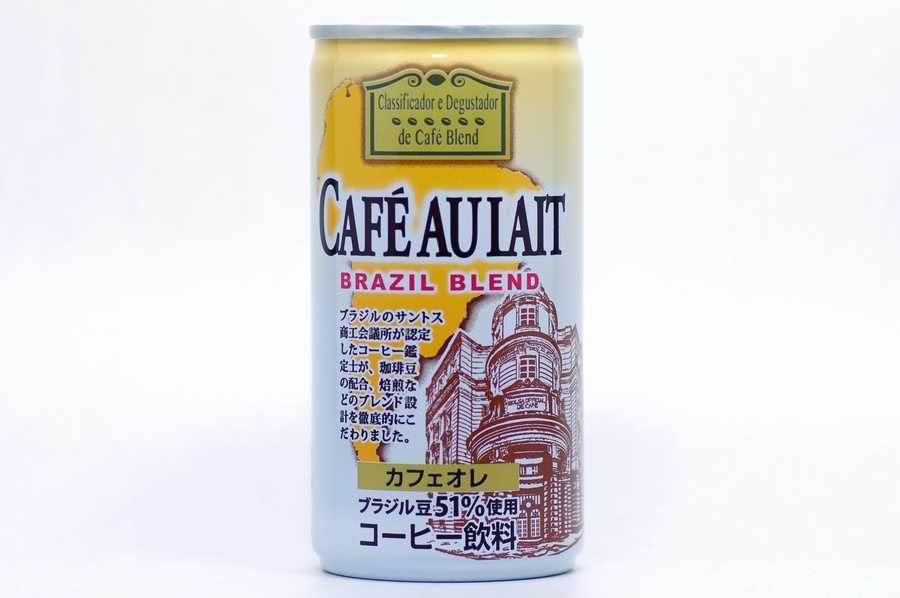 Classificador e Degustador
de Café Blend
CAFÉ AU LAIT
BRAZIL BLEND
ブラジルのサントス
商工会議所が認定
したコーヒー鑑
定士が、珈琲豆
の配合、焙煎な
どのブレンド設
計を徹底的にこ
だわりました。
BOLSA OFFICIAL
DE CAFÉ
カフェオレ
ブラジル豆51%使用
コーヒー飲料